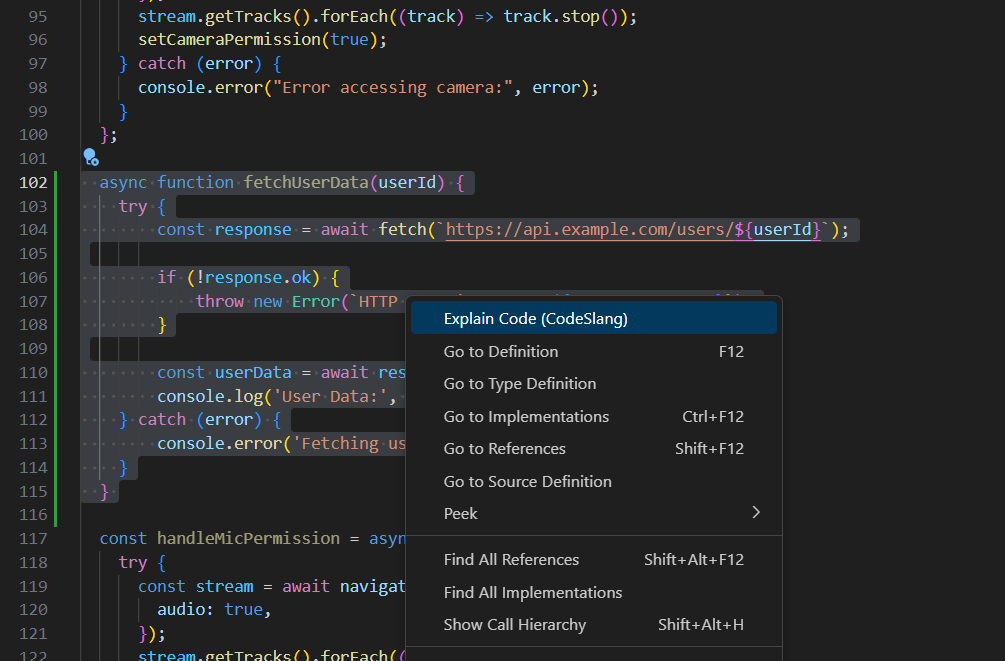 95 stream.getTracks().forEach((track) => track.stop());
96 setCameraPermission(true);
97 } catch (error) {
98 console.error("Error accessing camera:", error);
99 }
100 };
101
102 async function fetchUserData(userId) {
103 try {
104 const response = await fetch(`https://api.example.com/users/${userId}`);
105
106 if (!response.ok) {
107 throw new Error(`HTTP
108 }
109
110 const userData = await res
111 console.log('User Data:',
112 } catch (error) {
113 console.error('Fetching us
114 }
115 }
116
117 const handleMicPermission = asyn
118 try {
119 const stream = await navigat
120 audio: true,
121 });
122 stream.getTracks().forEach((
Explain Code (CodeSlang)
Go to Definition F12
Go to Type Definition
Go to Implementations Ctrl+F12
Go to References Shift+F12
Go to Source Definition
Peek
Find All References Shift+Alt+F12
Find All Implementations
Show Call Hierarchy Shift+Alt+H